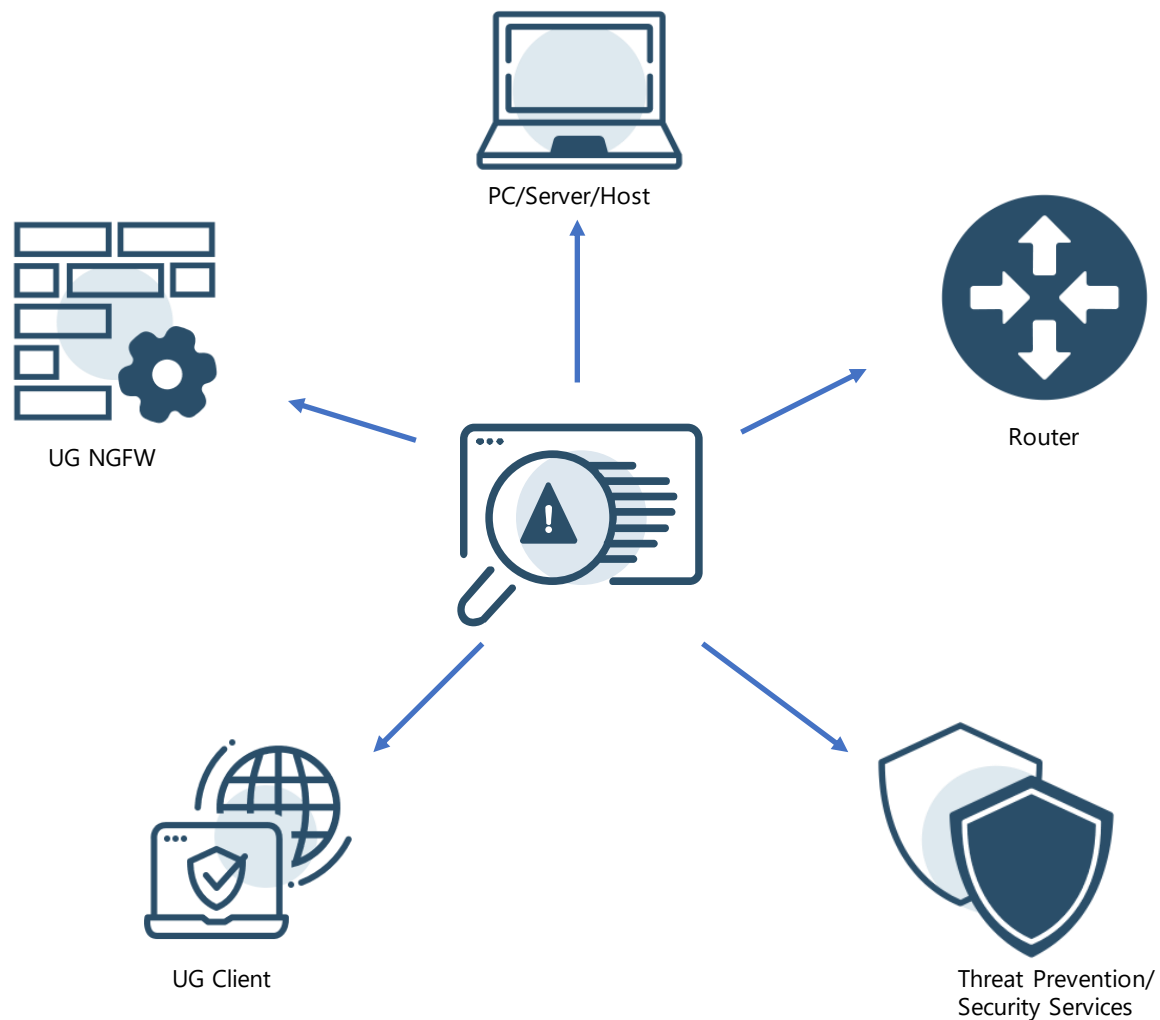 PC/Server/Host
UG NGFW
Router
UG Client
Threat Prevention/
Security Services